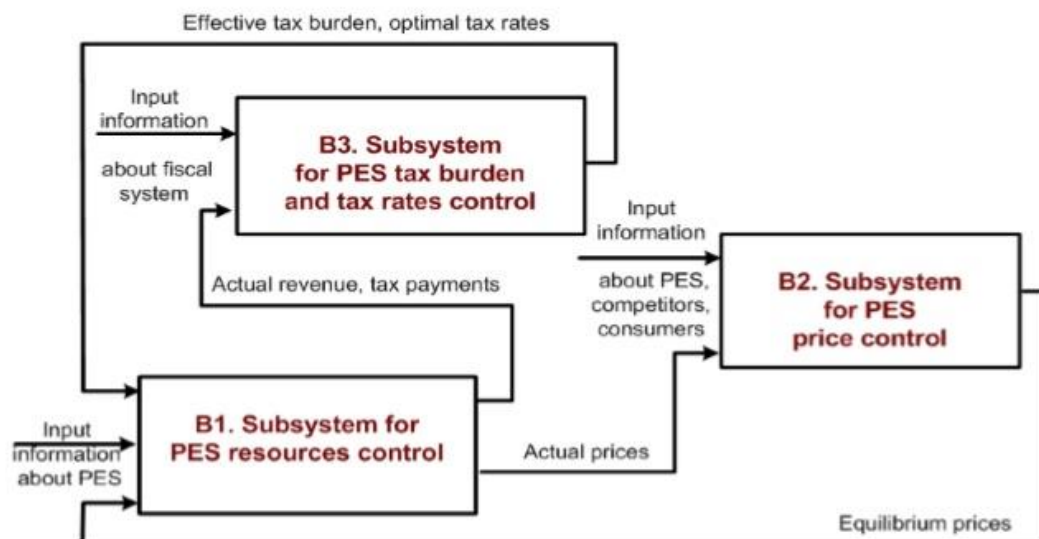 Effective tax burden, optimal tax rates
Input
information
about fiscal
system
B3. Subsystem
for PES tax burden
and tax rates control
Input
information
about PES,
competitors,
consumers
B2. Subsystem
for PES
price control
Actual revenue, tax payments
B1. Subsystem for
PES resources control
Input
information
about PES
Actual prices
Equilibrium prices